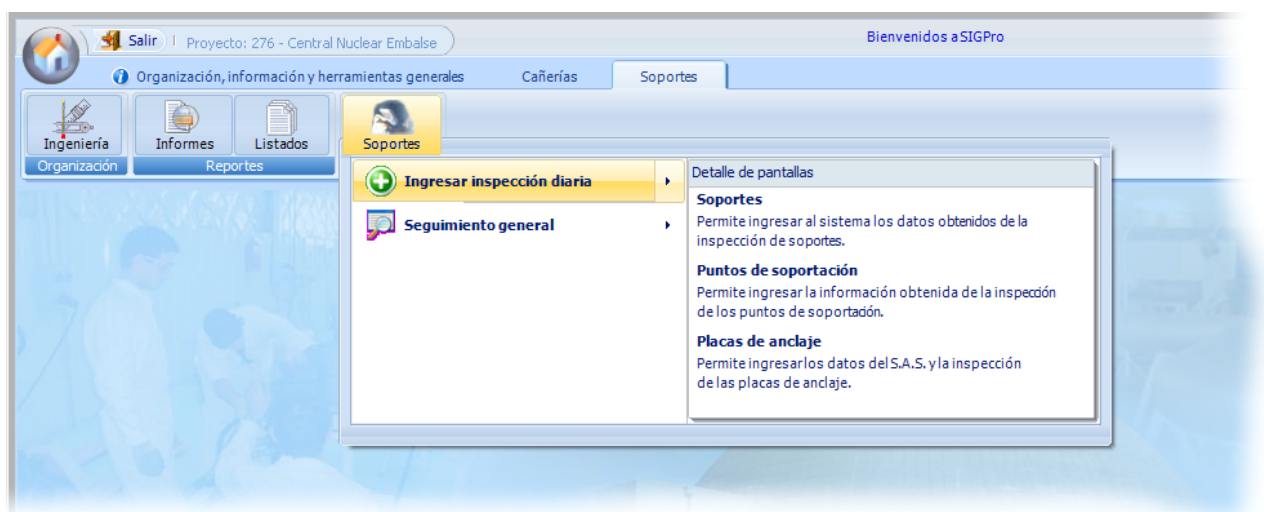 Salir
Proyecto: 276 - Central Nuclear Embalse
Bienvenidos a SIGPro
Organización, información y herramientas generales
Cañerías
Soportes
Ingeniería
Informes
Listados
Soportes
Organización
Reportes
Ingresar inspección diaria
Seguimiento general
Detalle de pantallas
Soportes
Permite ingresar al sistema los datos obtenidos de la
inspección de soportes.
Puntos de soportación
Permite ingresar la información obtenida de la inspección
de los puntos de soportación.
Placas de anclaje
Permite ingresar los datos del S.A.S. y la inspección
de las placas de anclaje.